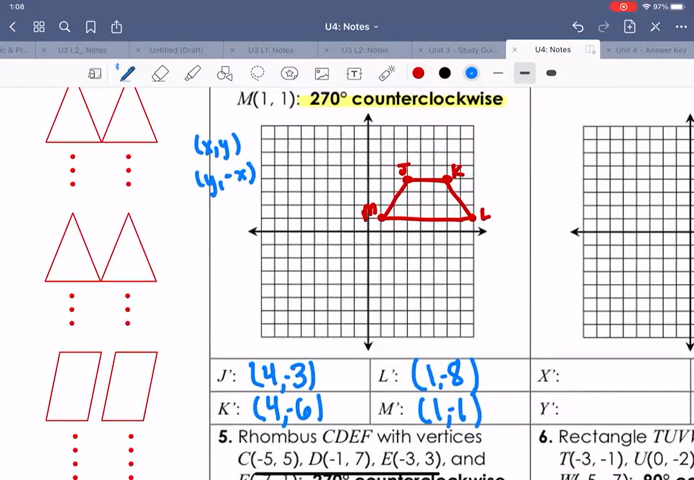 1:08
97%
U4: Notes
U2 L2_ Notes
Untitled (Draft)
U3 L1: Notes
U3 L2: Notes
Unit 3 - Study Gui...
U4: Notes
Unit 4 - Answer Key
M(1, 1): 270° counterclockwise
(x,y)
(y,-x)
J K
M L
J': (4,-3) L': (1,-8) X':
K': (4,-6) M': (1,-1) Y':
5. Rhombus CDEF with vertices
C(-5, 5), D(-1, 7), E(-3, 3), and
6. Rectangle TUV
T(-3, -1), U(0, -2)